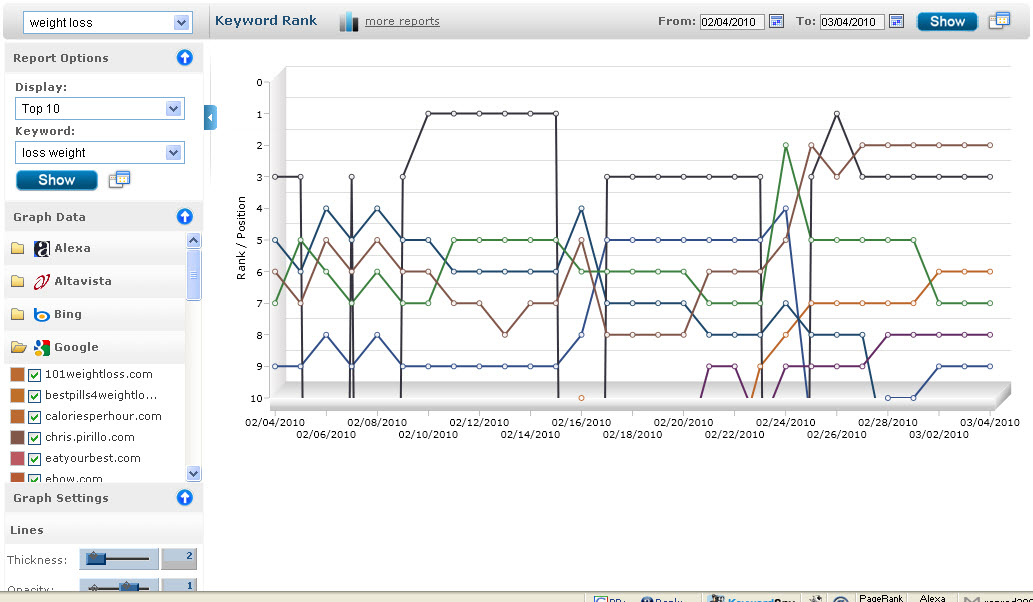 weight loss
Keyword Rank
more reports
From: 02/04/2010 To: 03/04/2010 Show
Report Options
Display:
Top 10
Keyword:
loss weight
Show
Graph Data
Alexa
Altavista
Bing
Google
101weightloss.com
bestpills4weightlo...
caloriesperhour.com
chris.pirillo.com
eatyourbest.com
ehow.com
Graph Settings
Lines
Thickness: 2
Opacity: 1
Rank / Position
0
1
2
3
4
5
6
7
8
9
10
02/04/2010 02/08/2010 02/12/2010 02/16/2010 02/20/2010 02/24/2010 02/28/2010 03/04/2010
02/06/2010 02/10/2010 02/14/2010 02/18/2010 02/22/2010 02/26/2010 03/02/2010
PageRank Alexa